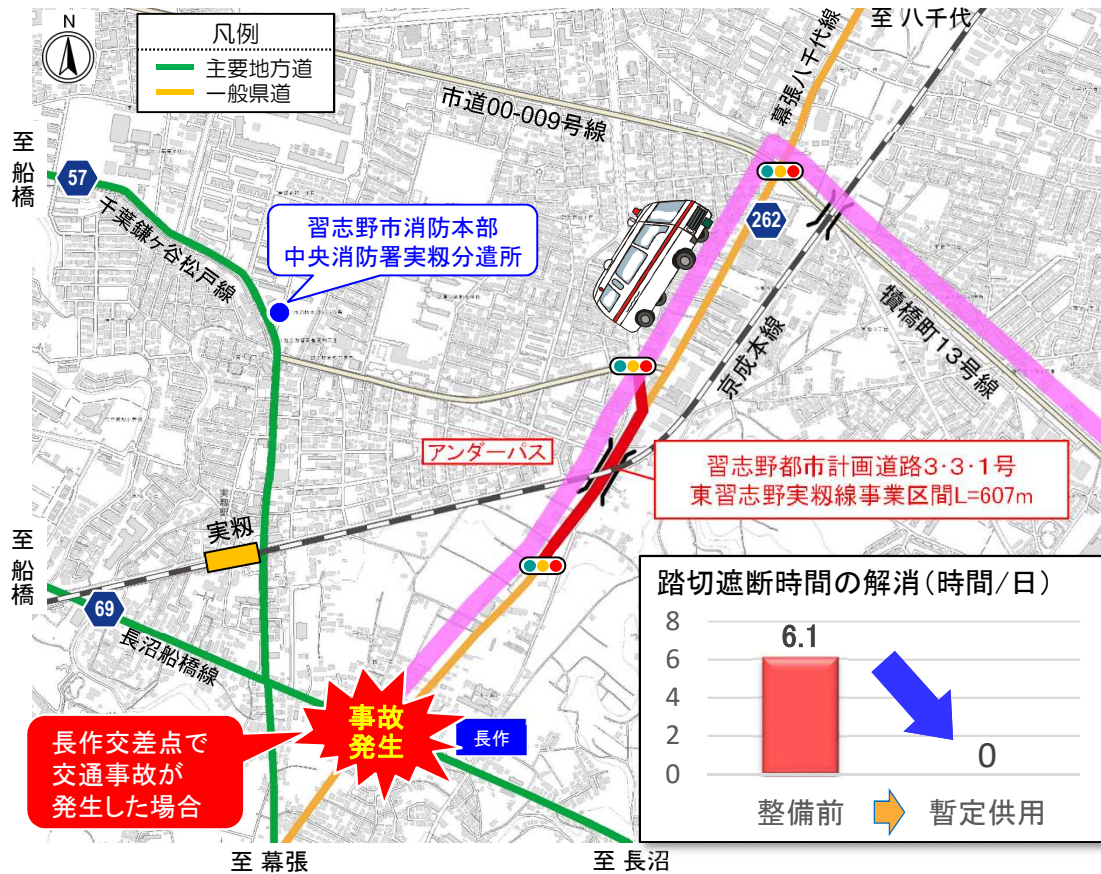 N
凡例
主要地方道
一般県道
至 八千代
幕張八千代線
市道00-009号線
至 船橋
57
千葉鎌ヶ谷松戸線
習志野市消防本部
中央消防署実籾分遣所
262
犢橋町13号線
京成本線
アンダーパス
習志野都市計画道路3・3・1号
東習志野実籾線事業区間L=607m
実籾
至 船橋
69
長沼船橋線
事故
発生
長作
長作交差点で
交通事故が
発生した場合
至 幕張
至 長沼
踏切遮断時間の解消(時間/日)
8
6
4
2
0
6.1
0
整備前
暫定供用